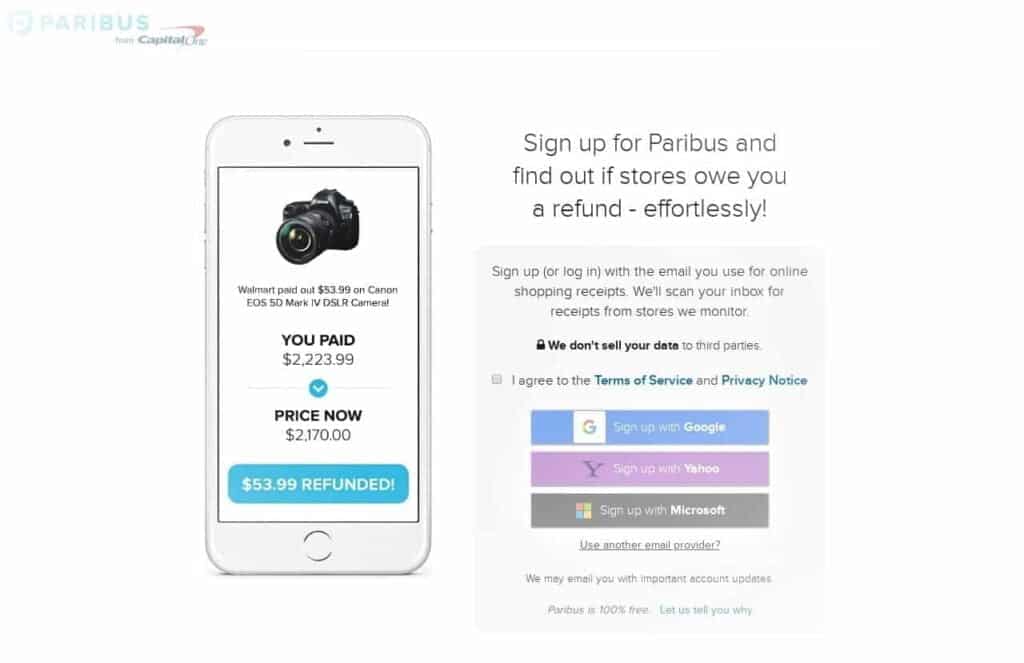 PARIBUS
from CapitalOne
Walmart paid out $53.99 on Canon
EOS 5D Mark IV DSLR Camera!
YOU PAID
$2,223.99
PRICE NOW
$2,170.00
$53.99 REFUNDED!
Sign up for Paribus and
find out if stores owe you
a refund - effortlessly!
Sign up (or log in) with the email you use for online
shopping receipts. We'll scan your inbox for
receipts from stores we monitor.
We don't sell your data to third parties.
I agree to the Terms of Service and Privacy Notice
Sign up with Google
Sign up with Yahoo
Sign up with Microsoft
Use another email provider?
We may email you with important account updates.
Paribus is 100% free. Let us tell you why.